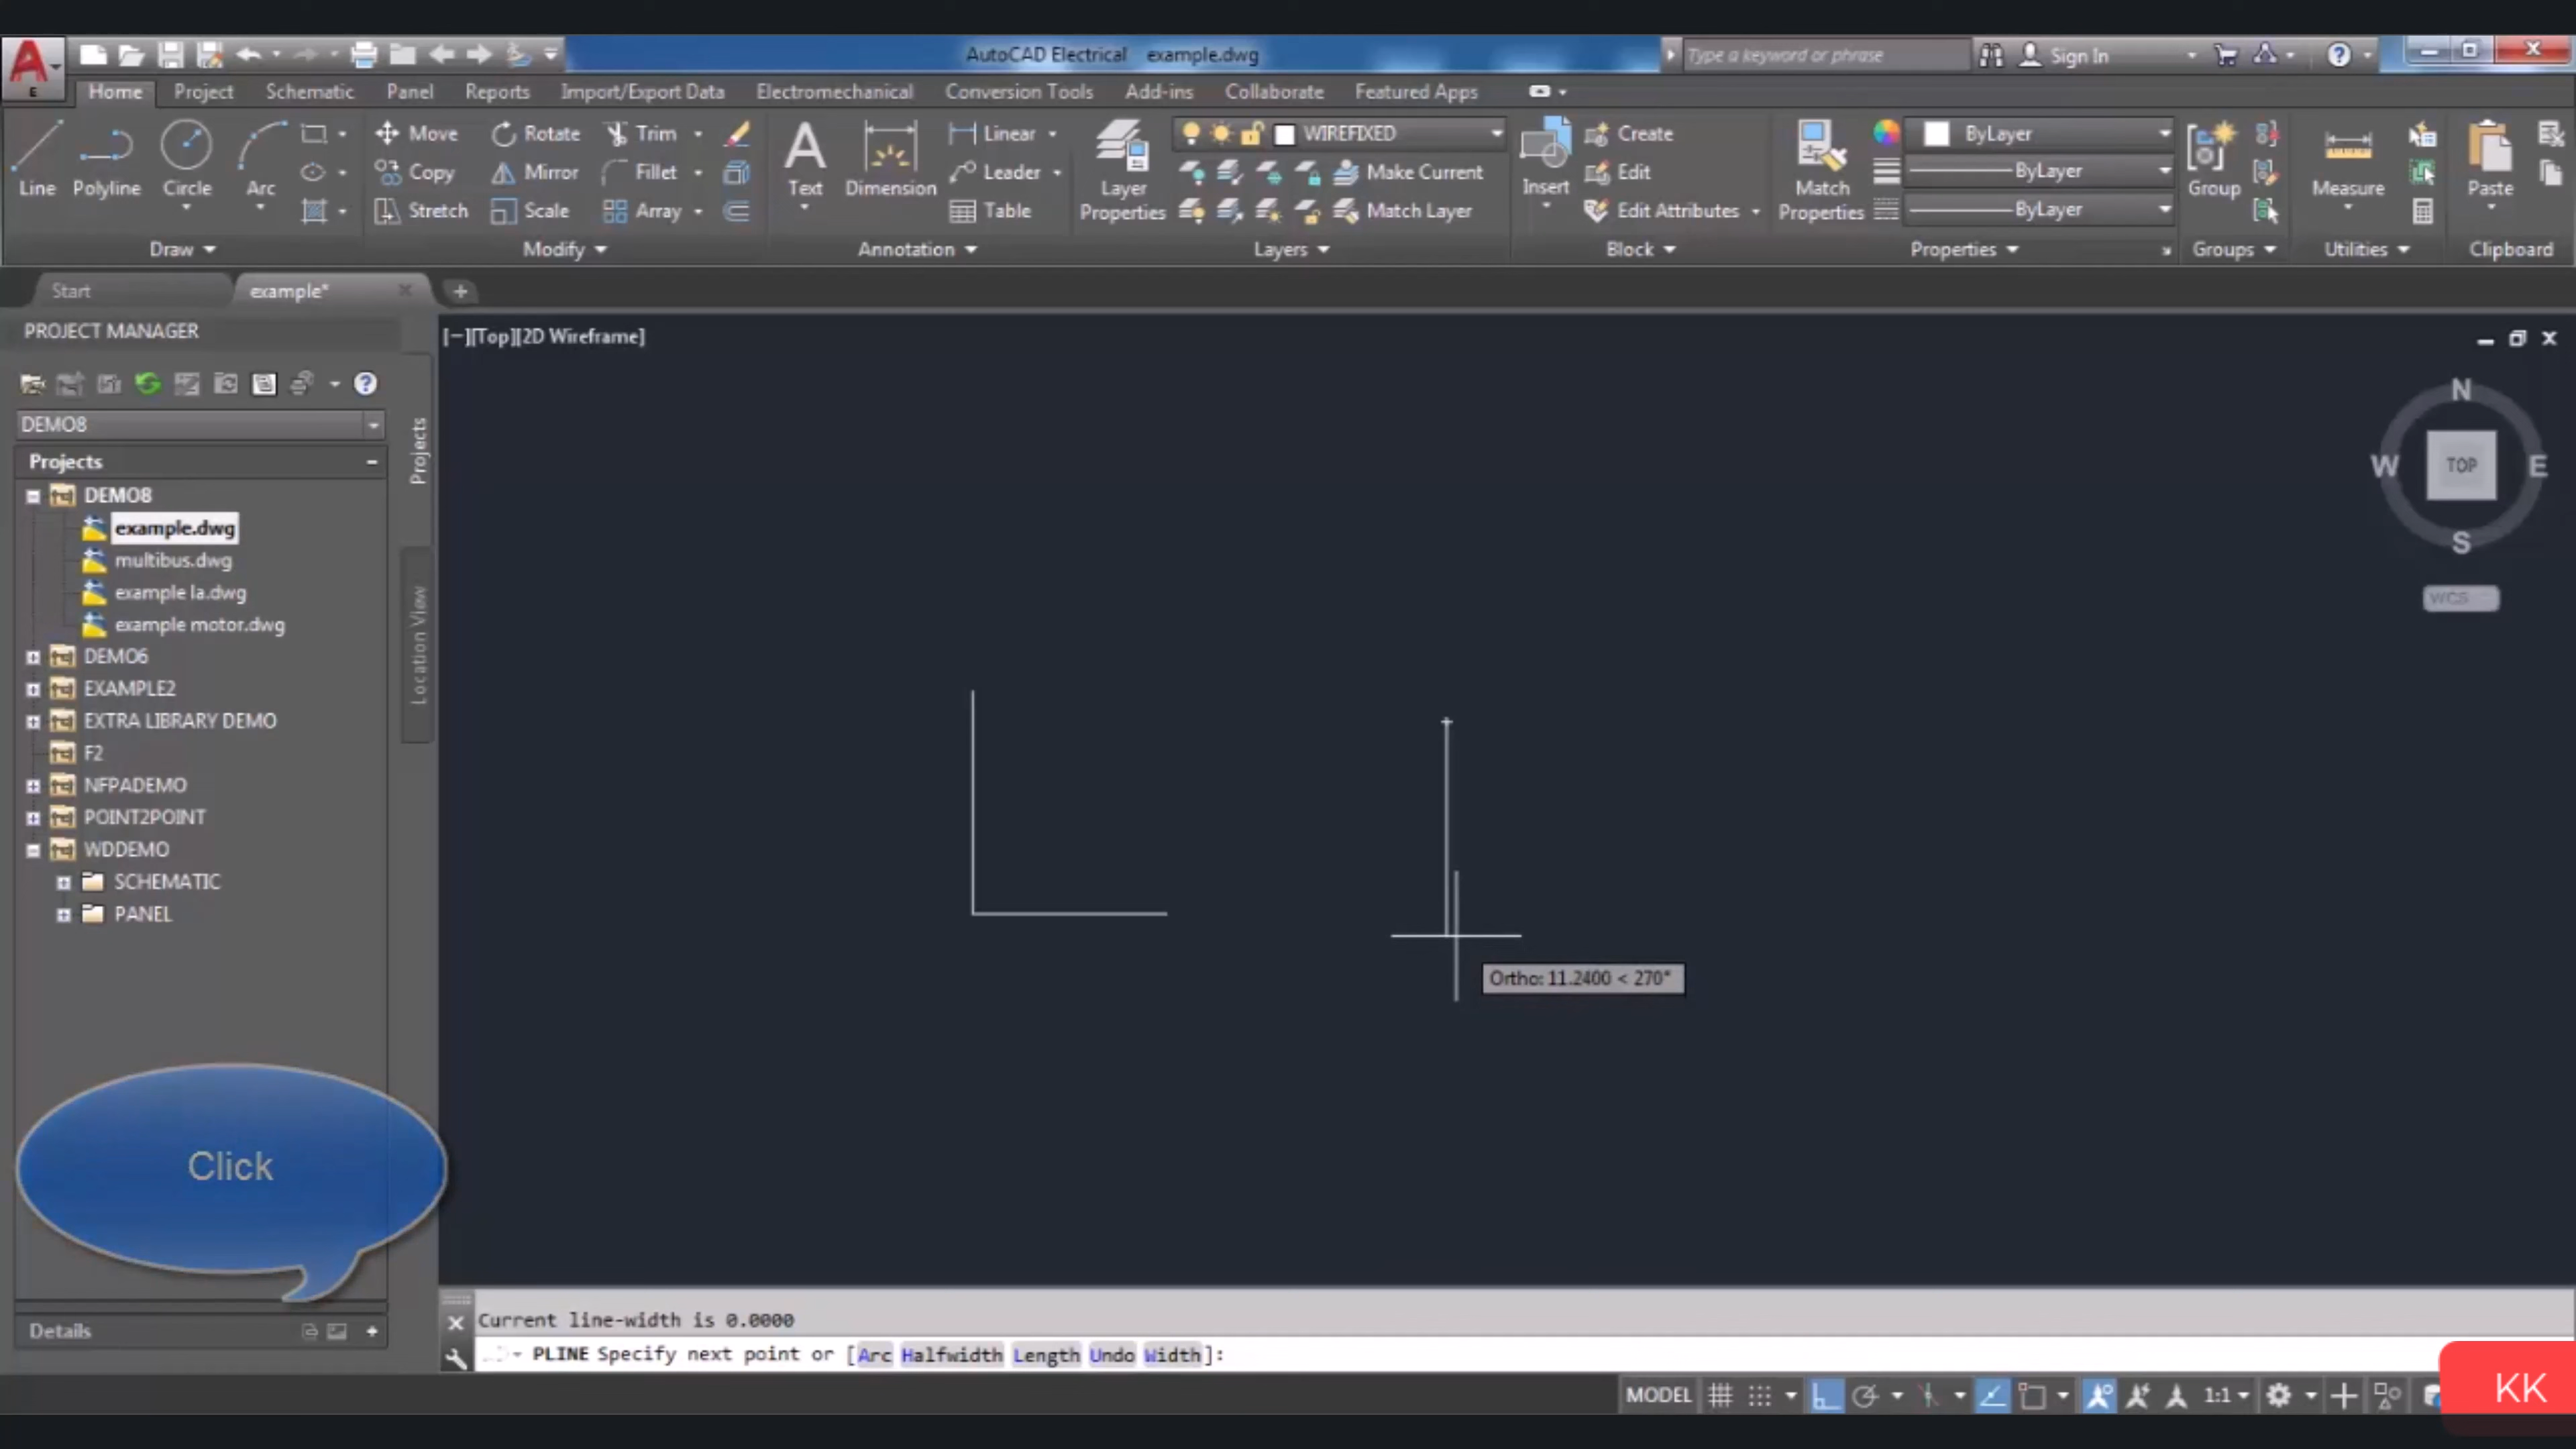 AutoCAD Electrical example.dwg
Type a keyword or phrase
Sign In
A
E
Home Project Schematic Panel Reports Import/Export Data Electromechanical Conversion Tools Add-ins Collaborate Featured Apps
Line Polyline Circle Arc
Draw
Move Rotate Trim
Copy Mirror Fillet
Stretch Scale Array
Modify
Text Dimension
Linear
Leader
Table
Annotation
Layer Properties
WIREFIXED
Make Current
Match Layer
Layers
Insert
Create
Edit
Edit Attributes
Block
Match Properties
ByLayer
ByLayer
ByLayer
Properties
Group
Groups
Measure
Utilities
Paste
Clipboard
Start example*
PROJECT MANAGER
DEMO8
Projects
DEMO8
example.dwg
multibus.dwg
example la.dwg
example motor.dwg
DEMO6
EXAMPLE2
EXTRA LIBRARY DEMO
F2
NFPADEMO
POINT2POINT
WDDEMO
SCHEMATIC
PANEL
Projects
Location View
Click
Details
[−][Top][2D Wireframe]
N
W TOP E
S
WCS
Ortho: 11.2400 < 270°
Current line-width is 0.0000
PLINE Specify next point or [Arc Halfwidth Length Undo Width]:
MODEL 1:1
KK